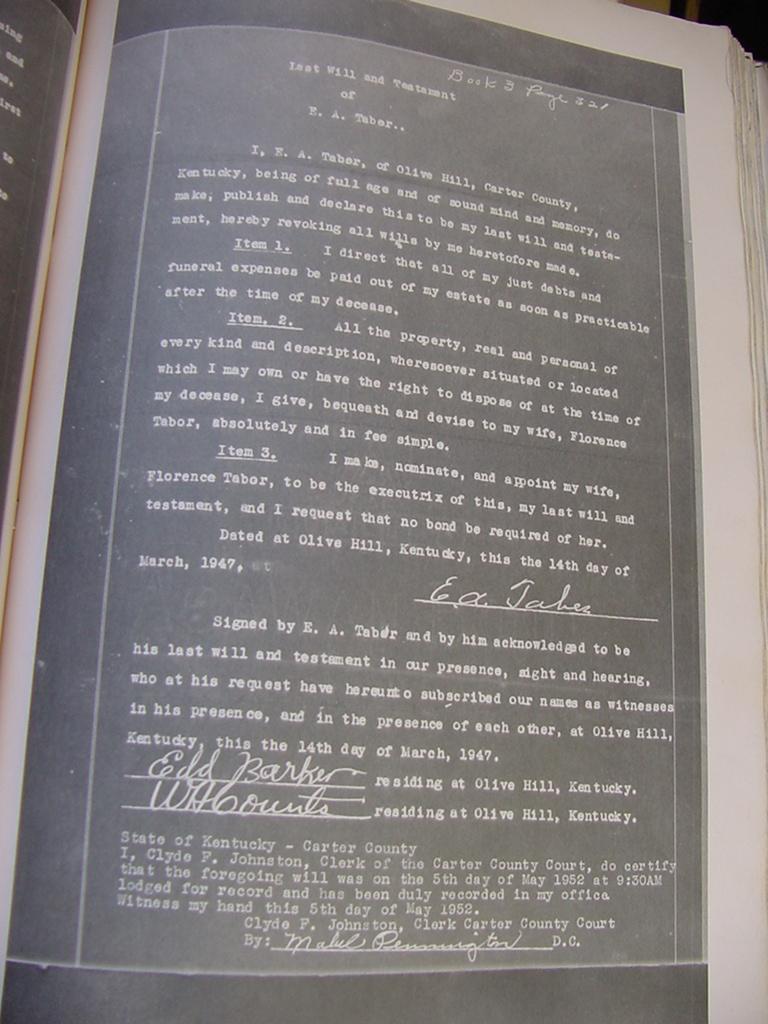 Book 3 Page 321
Last Will and Testament
of
E. A. Tabor..
I, E. A. Tabor, of Olive Hill, Carter County,
Kentucky, being of full age and of sound mind and memory, do
make, publish and declare this to be my last will and testa-
ment, hereby revoking all wills by me heretofore made.
Item 1. I direct that all of my just debts and
funeral expenses be paid out of my estate as soon as practicable
after the time of my decease.
Item. 2. All the property, real and personal of
every kind and description, wheresoever situated or located
which I may own or have the right to dispose of at the time of
my decease, I give, bequeath and devise to my wife, Florence
Tabor, absolutely and in fee simple.
Item 3. I make, nominate, and appoint my wife,
Florence Tabor, to be the executrix of this, my last will and
testament, and I request that no bond be required of her.
Dated at Olive Hill, Kentucky, this the 14th day of
March, 1947.
E. A. Tabor
Signed by E. A. Tabor and by him acknowledged to be
his last will and testament in our presence, sight and hearing,
who at his request have hereunto subscribed our names as witnesses
in his presence, and in the presence of each other, at Olive Hill,
Kentucky, this the 14th day of March, 1947.
Edd Barker residing at Olive Hill, Kentucky.
W H Counts residing at Olive Hill, Kentucky.
State of Kentucky - Carter County
I, Clyde F. Johnston, Clerk of the Carter County Court, do certify
that the foregoing will was on the 5th day of May 1952 at 9:30AM
lodged for record and has been duly recorded in my office
Witness my hand this 5th day of May 1952.
Clyde F. Johnston, Clerk Carter County Court
By: Mabel Pennington D.C.